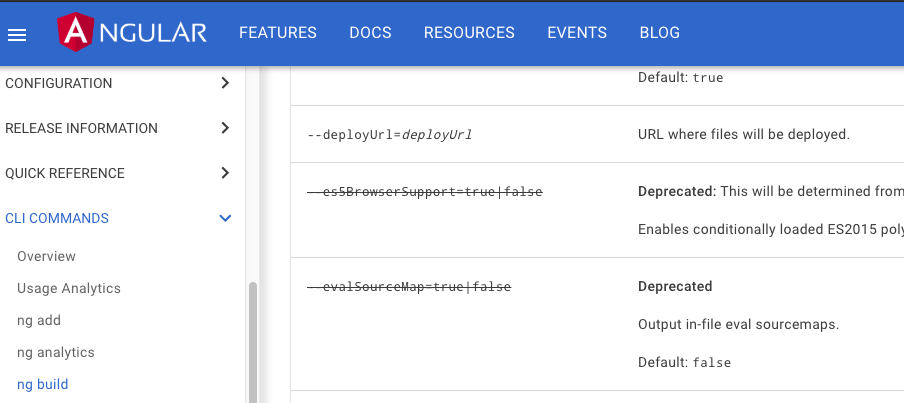 ANGULAR FEATURES DOCS RESOURCES EVENTS BLOG
CONFIGURATION
RELEASE INFORMATION
QUICK REFERENCE
CLI COMMANDS
Overview
Usage Analytics
ng add
ng analytics
ng build
Default: true
--deployUrl=deployUrl URL where files will be deployed.
--es5BrowserSupport=true|false Deprecated: This will be determined from
Enables conditionally loaded ES2015 poly
--evalSourceMap=true|false Deprecated
Output in-file eval sourcemaps.
Default: false